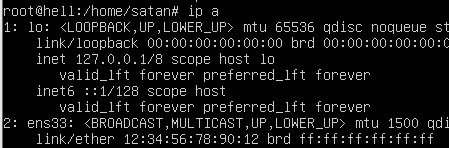 root@hell:/home/satan# ip a
1: lo: <LOOPBACK,UP,LOWER_UP> mtu 65536 qdisc noqueue st
link/loopback 00:00:00:00:00:00 brd 00:00:00:00:00:00
inet 127.0.0.1/8 scope host lo
valid_lft forever preferred_lft forever
inet6 ::1/128 scope host
valid_lft forever preferred_lft forever
2: ens33: <BROADCAST,MULTICAST,UP,LOWER_UP> mtu 1500 qdi
link/ether 12:34:56:78:90:12 brd ff:ff:ff:ff:ff:ff